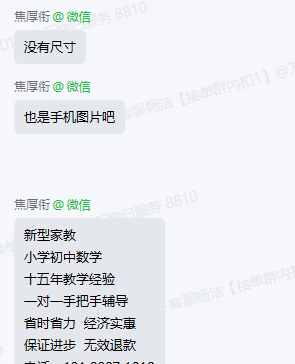 焦厚衔 @微信
没有尺寸
焦厚衔 @微信
也是手机图片吧
焦厚衔 @微信
新型家教
小学初中数学
十五年教学经验
一对一手把手辅导
省时省力 经济实惠
保证进步 无效退款